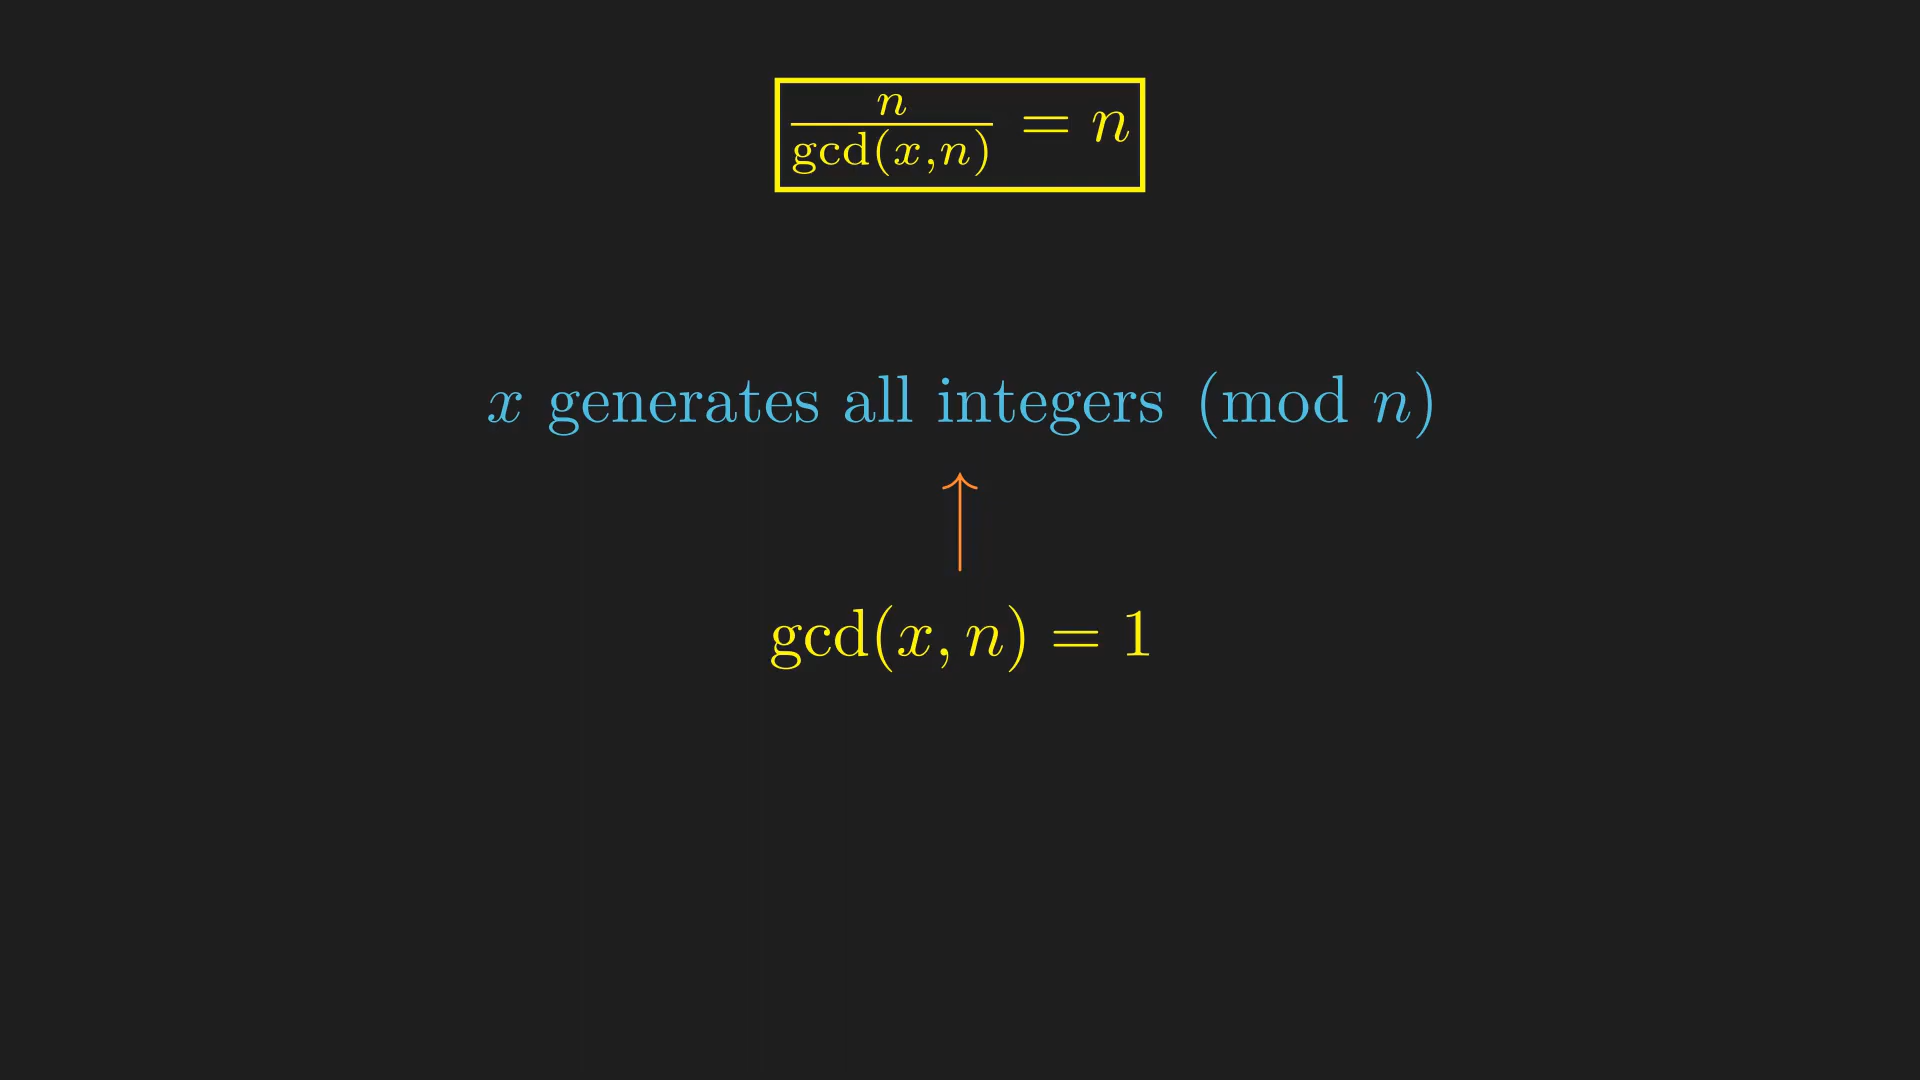 n/gcd(x,n) = n
x generates all integers (mod n)
↑
gcd(x, n) = 1